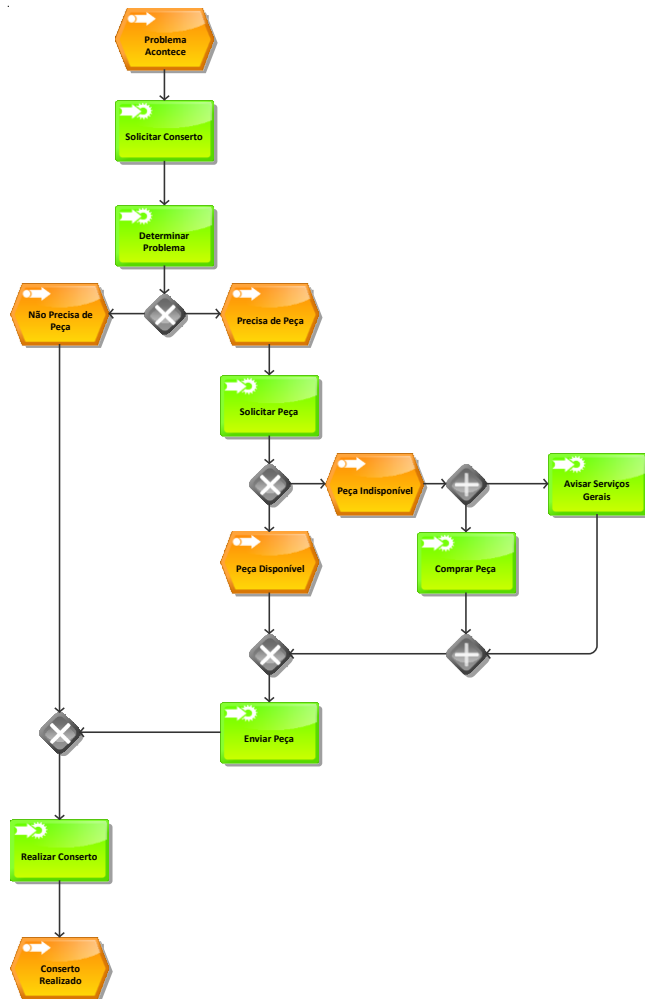 Problema
Acontece
Solicitar Conserto
Determinar
Problema
Não Precisa de
Peça
Precisa de Peça
Solicitar Peça
Peça Indisponível
Avisar Serviços
Gerais
Peça Disponível
Comprar Peça
Enviar Peça
Realizar Conserto
Conserto
Realizado